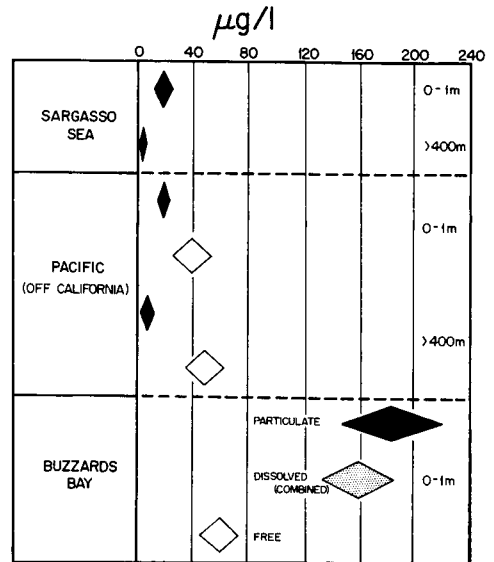 μg/l
0 40 80 120 160 200 240
0-1m
SARGASSO
SEA
>400m
0-1m
PACIFIC
(OFF CALIFORNIA)
>400m
PARTICULATE
BUZZARDS
BAY
DISSOLVED
(COMBINED)
0-1m
FREE